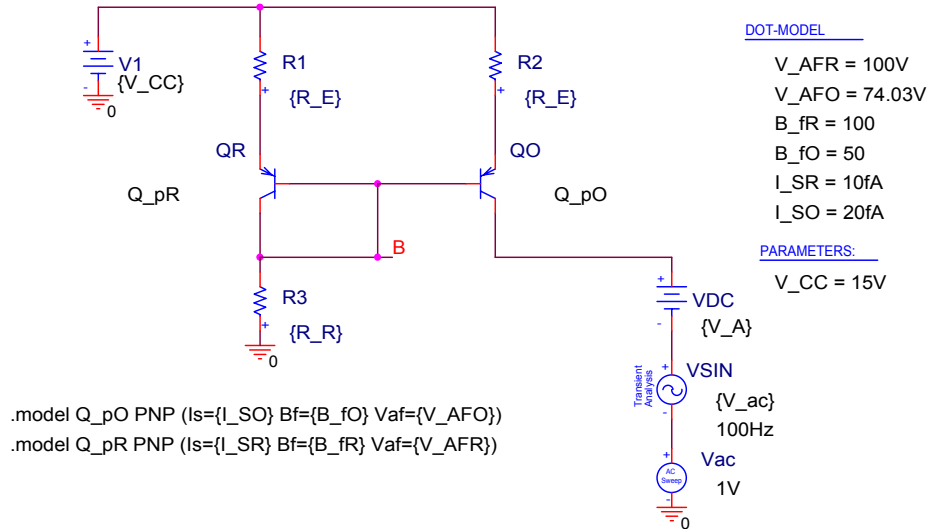 DOT-MODEL
V_AFR = 100V
V_AFO = 74.03V
B_fR = 100
B_fO = 50
I_SR = 10fA
I_SO = 20fA
PARAMETERS:
V_CC = 15V
+
V1
{V_CC}
-
0
R1
+
{R_E}
R2
+
{R_E}
QR
Q_pR
QO
Q_pO
B
R3
+
{R_R}
0
+
VDC
-
{V_A}
+
VSIN
Transient
Analysis
{V_ac}
100Hz
-
+
Vac
AC
Sweep
1V
-
0
.model Q_pO PNP (Is={I_SO} Bf={B_fO} Vaf={V_AFO})
.model Q_pR PNP (Is={I_SR} Bf={B_fR} Vaf={V_AFR})